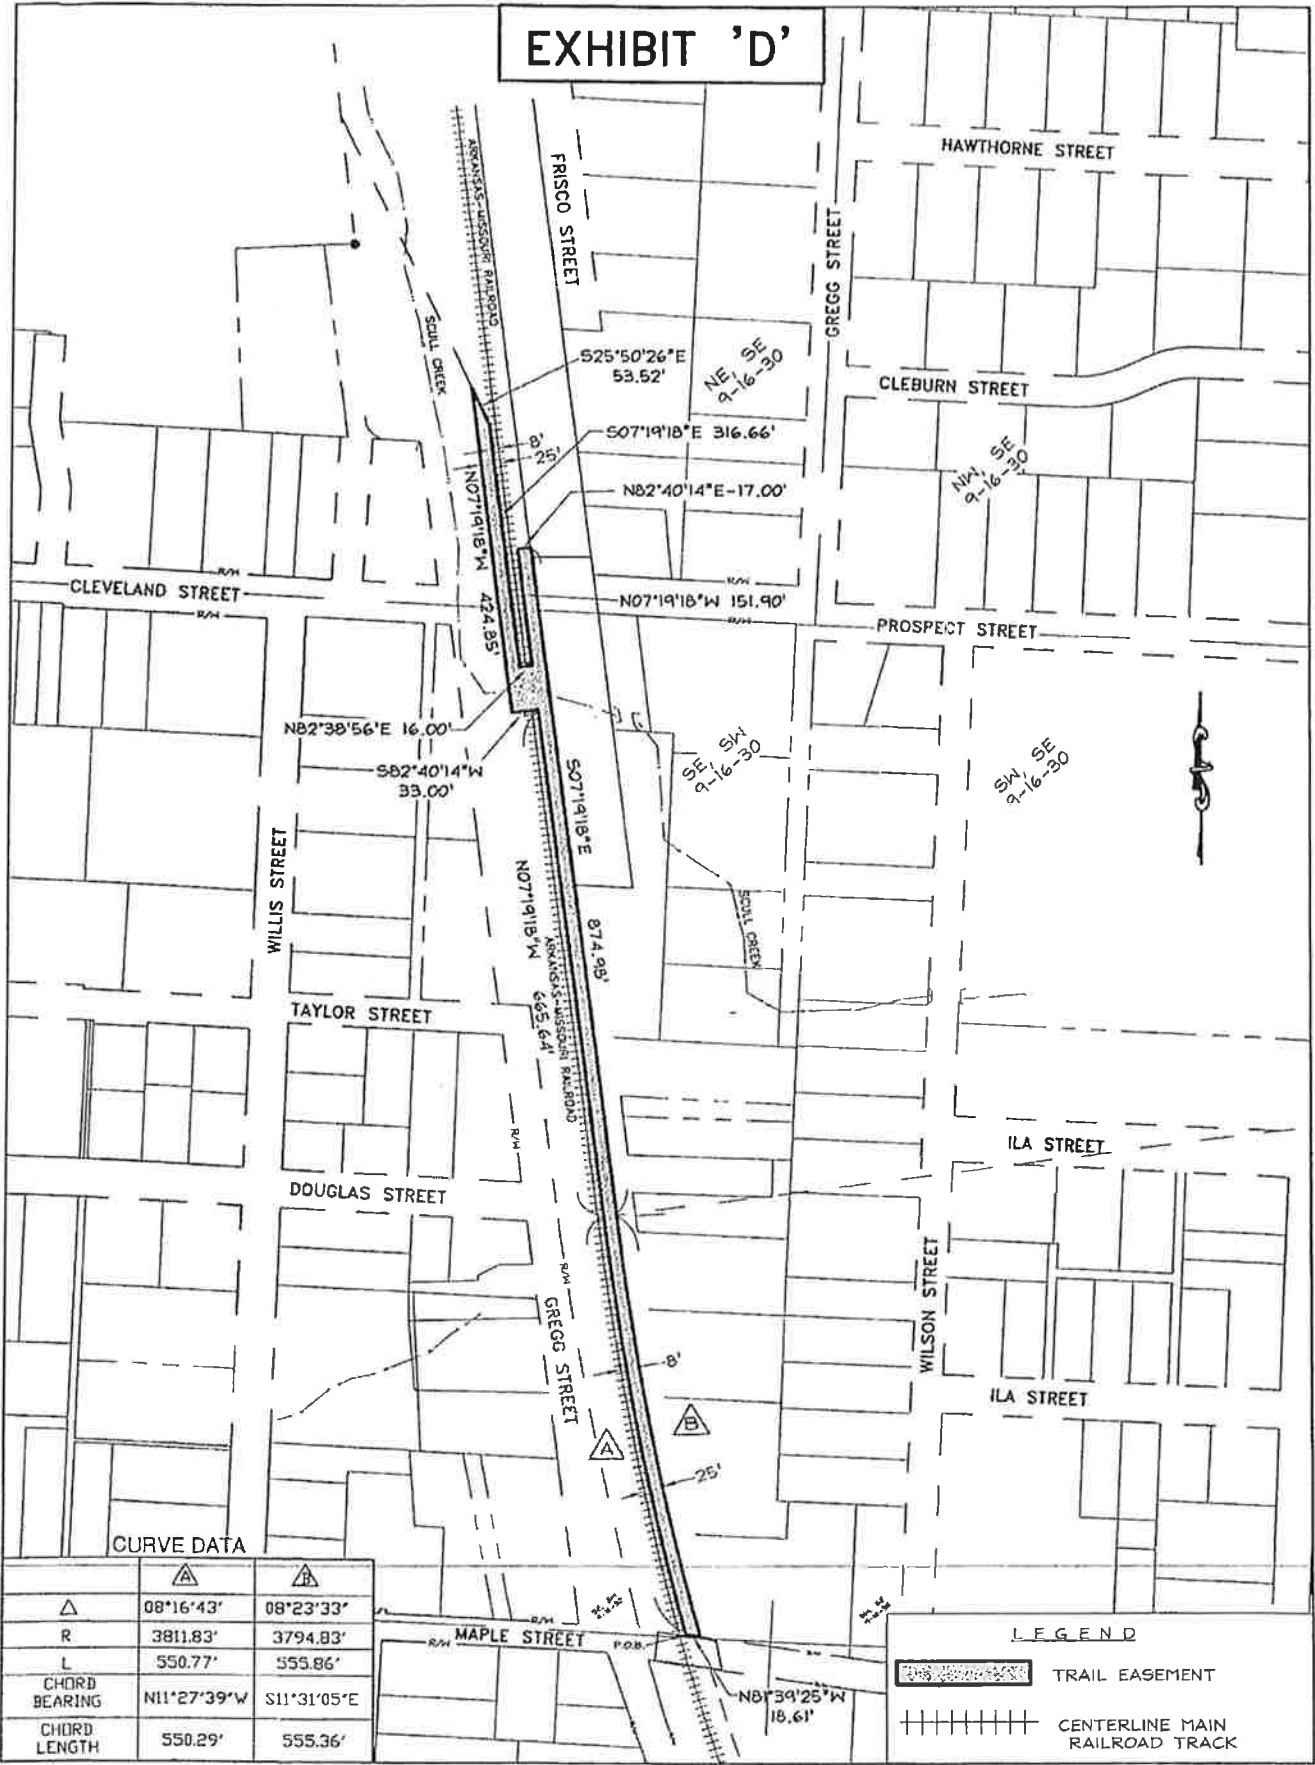 EXHIBIT 'D'
HAWTHORNE STREET
ARKANSAS-MISSOURI RAILROAD
FRISCO STREET
GREGG STREET
SCULL CREEK
S25°50'26"E
53.52'
NE, SE
9-16-30
CLEBURN STREET
S07°19'18"E 316.66'
8'
25'
NW, SE
9-16-30
N82°40'14"E-17.00'
N07°19'18"W 424.85'
R/W
CLEVELAND STREET
R/W
R/W
N07°19'18"W 151.90'
R/W
PROSPECT STREET
N82°38'56"E 16.00'
S82°40'14"W
33.00'
SE, SW
9-16-30
SW, SE
9-16-30
S07°19'18"E 874.98'
WILLIS STREET
N07°19'18"W 665.64'
SCULL CREEK
ARKANSAS-MISSOURI RAILROAD
TAYLOR STREET
R/W
ILA STREET
DOUGLAS STREET
R/W
WILSON STREET
GREGG STREET
8'
ILA STREET
B
A
25'
CURVE DATA
A B
Δ 08°16'43" 08°23'33"
R 3811.83' 3794.83'
L 550.77' 555.86'
CHORD
BEARING N11°27'39"W S11°31'05"E
CHORD
LENGTH 550.29' 555.36'
R/W
R/W
MAPLE STREET
P.O.B.
N81°39'25"W
18.61'
LEGEND
TRAIL EASEMENT
CENTERLINE MAIN
RAILROAD TRACK